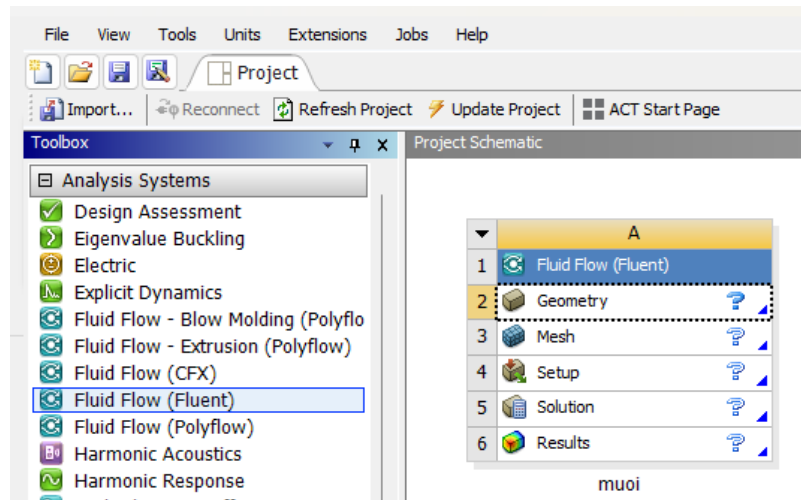 File View Tools Units Extensions Jobs Help
Project
Import... Reconnect Refresh Project Update Project ACT Start Page
Toolbox
Project Schematic
Analysis Systems
Design Assessment
Eigenvalue Buckling
Electric
Explicit Dynamics
Fluid Flow - Blow Molding (Polyflo
Fluid Flow - Extrusion (Polyflow)
Fluid Flow (CFX)
Fluid Flow (Fluent)
Fluid Flow (Polyflow)
Harmonic Acoustics
Harmonic Response
A
1 Fluid Flow (Fluent)
2 Geometry ?
3 Mesh ?
4 Setup ?
5 Solution ?
6 Results ?
muoi